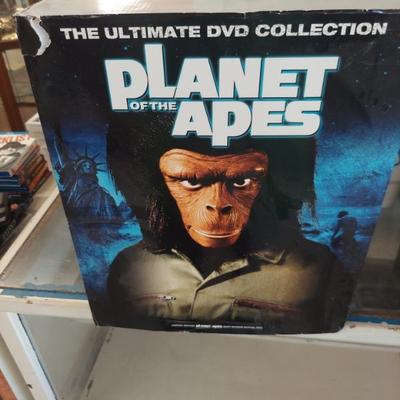 THE ULTIMATE DVD COLLECTION
PLANET
OF THE
APES